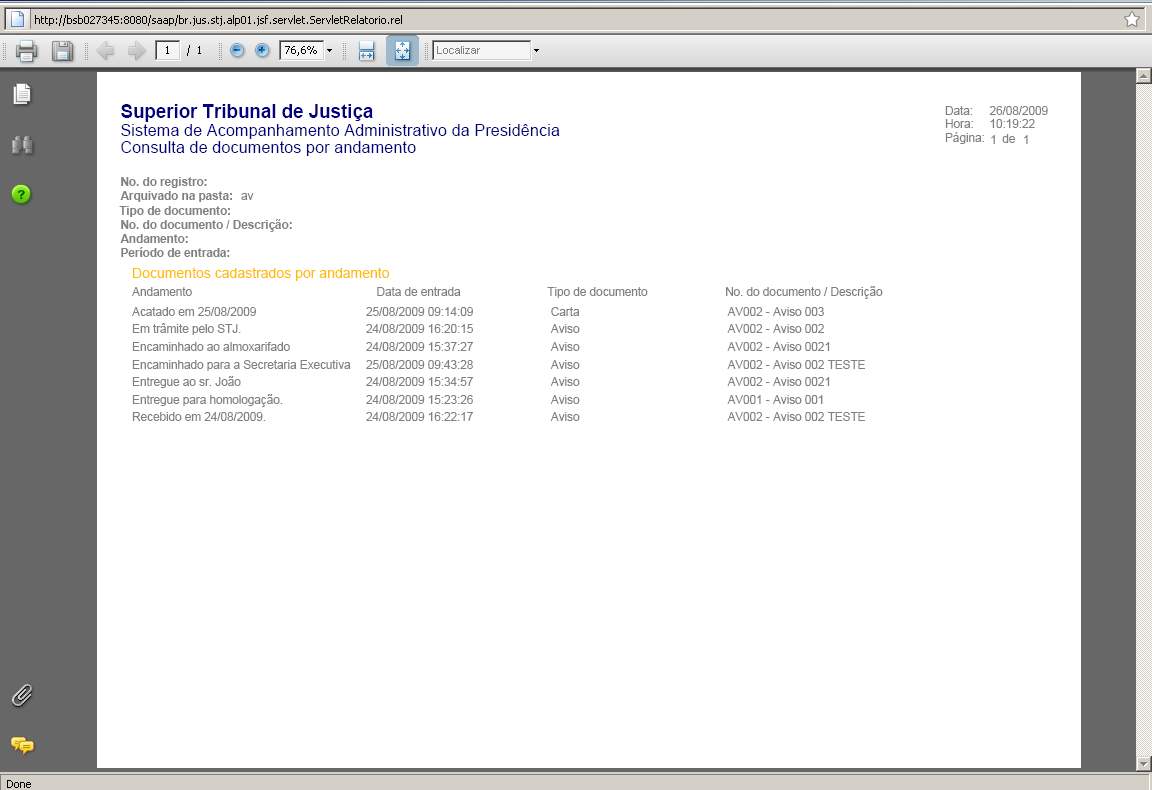 http://bsb027345:8080/saap/br.jus.stj.alp01.jsf.servlet.ServletRelatorio.rel
1 / 1 76,6% Localizar
Superior Tribunal de Justiça
Sistema de Acompanhamento Administrativo da Presidência
Consulta de documentos por andamento
Data: 26/08/2009
Hora: 10:19:22
Página: 1 de 1
No. do registro:
Arquivado na pasta: av
Tipo de documento:
No. do documento / Descrição:
Andamento:
Período de entrada:
Documentos cadastrados por andamento
Andamento Data de entrada Tipo de documento No. do documento / Descrição
Acatado em 25/08/2009 25/08/2009 09:14:09 Carta AV002 - Aviso 003
Em trâmite pelo STJ. 24/08/2009 16:20:15 Aviso AV002 - Aviso 002
Encaminhado ao almoxarifado 24/08/2009 15:37:27 Aviso AV002 - Aviso 0021
Encaminhado para a Secretaria Executiva 25/08/2009 09:43:28 Aviso AV002 - Aviso 002 TESTE
Entregue ao sr. João 24/08/2009 15:34:57 Aviso AV002 - Aviso 0021
Entregue para homologação. 24/08/2009 15:23:26 Aviso AV001 - Aviso 001
Recebido em 24/08/2009. 24/08/2009 16:22:17 Aviso AV002 - Aviso 002 TESTE
Done